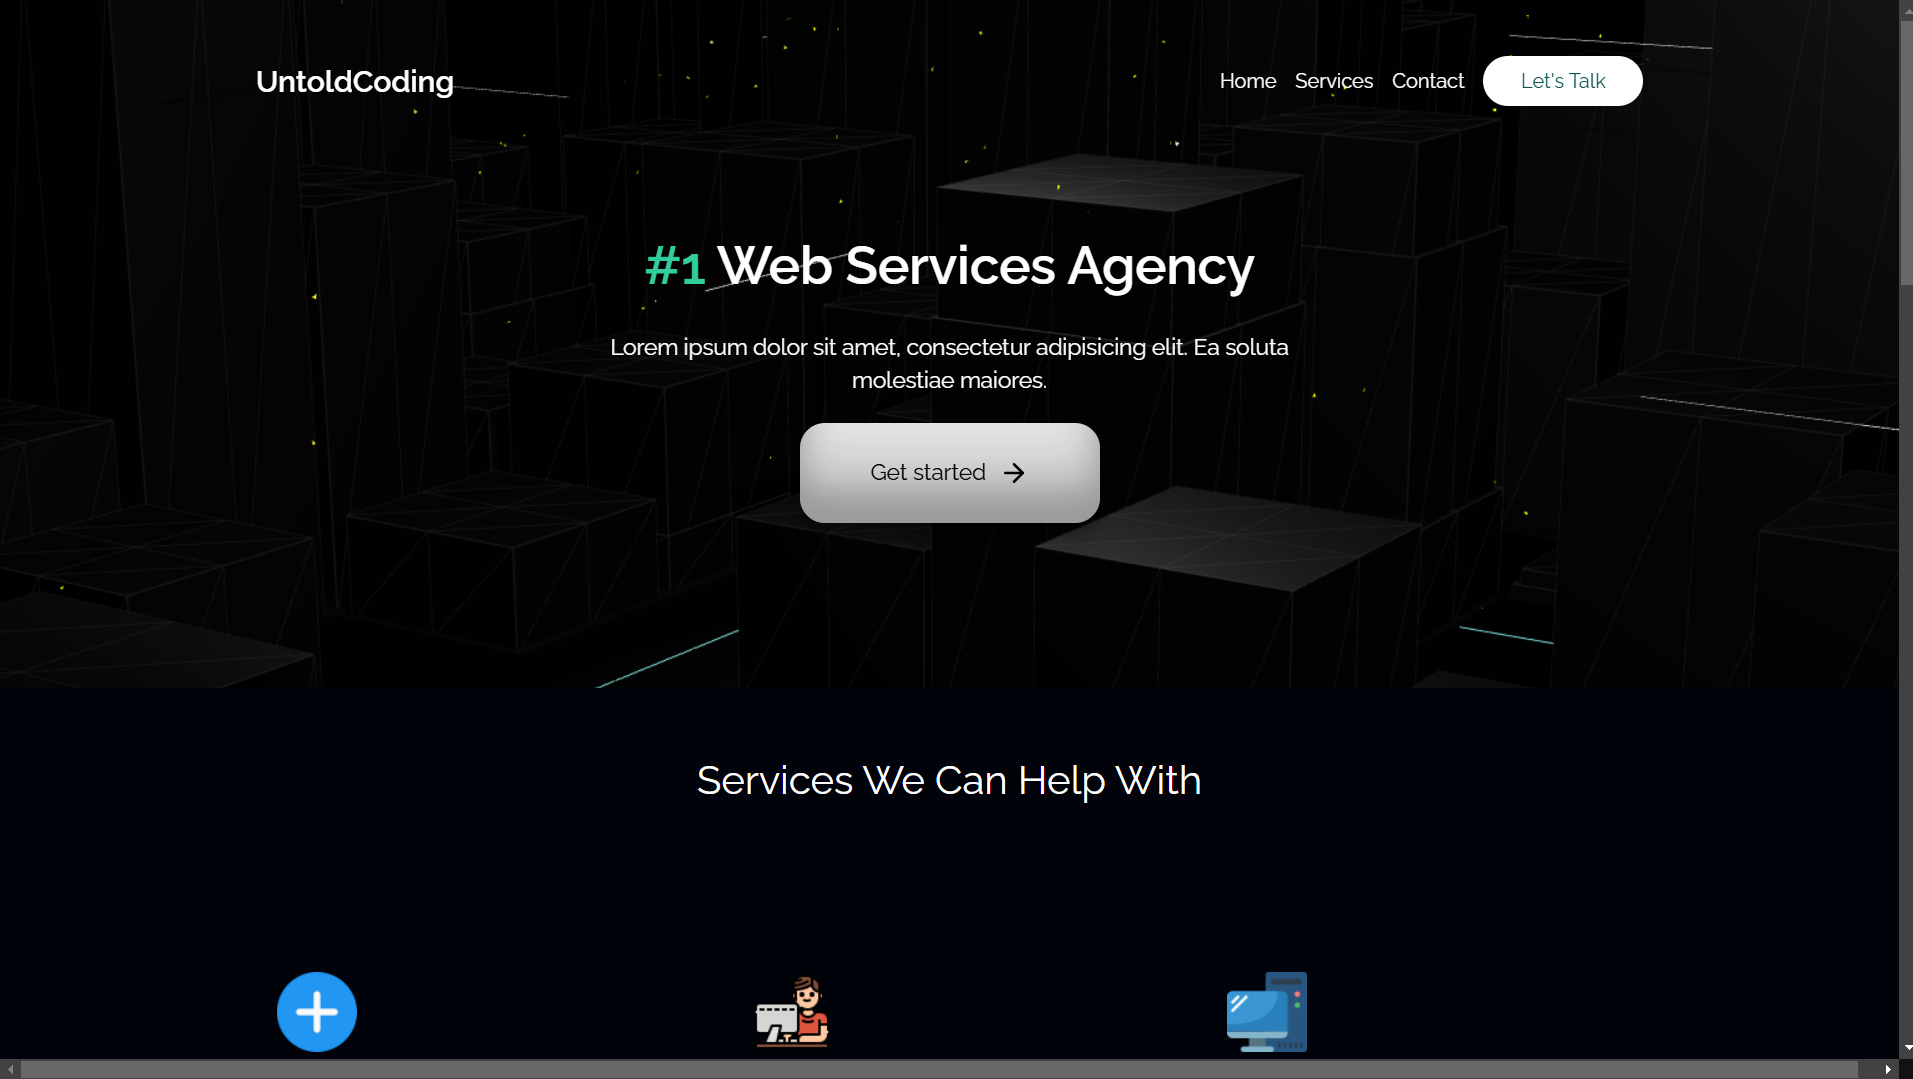 UntoldCoding
Home Services Contact Let's Talk
#1 Web Services Agency
Lorem ipsum dolor sit amet, consectetur adipisicing elit. Ea soluta
molestiae maiores.
Get started
Services We Can Help With